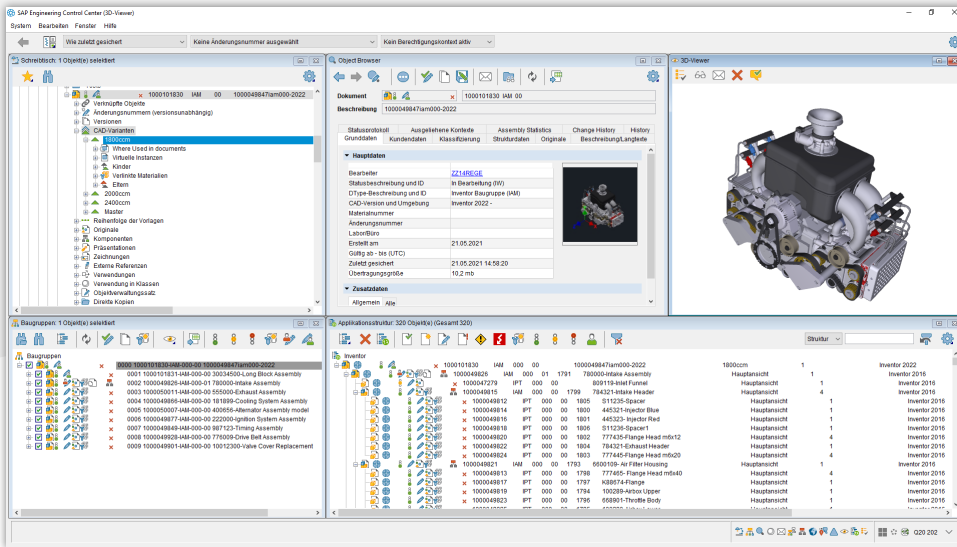 SAP Engineering Control Center (3D-Viewer)
System Bearbeiten Fenster Hilfe
Wie zuletzt gesichert Keine Änderungsnummer ausgewählt Kein Berechtigungskontext aktiv
Schreibtisch: 1 Objekt(e) selektiert
1000101830 IAM 00 1000049847iam000-2022
Verknüpfte Objekte
Änderungsnummern (versionsunabhängig)
Versionen
CAD-Varianten
1800ccm
Where Used in documents
Virtuelle Instanzen
Kinder
Verlinkte Materialien
Eltern
2000ccm
2400ccm
Master
Reihenfolge der Vorlagen
Originale
Komponenten
Präsentationen
Zeichnungen
Externe Referenzen
Verwendungen
Verwendung in Klassen
Objektverwaltungssatz
Direkte Kopien
Object Browser
Dokument 1000101830 IAM 00
Beschreibung 1000049847iam000-2022
Statusprotokoll Ausgeliehene Kontexte Assembly Statistics Change History History
Grunddaten Kundendaten Klassifizierung Strukturdaten Originale Beschreibung/Langtexte
Hauptdaten
Bearbeiter ZZ14REGE
Statusbeschreibung und ID In Bearbeitung (IW)
DType-Beschreibung und ID Inventor Baugruppe (IAM)
CAD-Version und Umgebung Inventor 2022 -
Materialnummer
Änderungsnummer
Labor/Büro
Erstellt am 21.05.2021
Gültig ab - bis (UTC)
Zuletzt gesichert 21.05.2021 14:58:20
Übertragungsgröße 10,2 mb
Zusatzdaten
Allgemein Alle
3D-Viewer
Baugruppen: 1 Objekt(e) selektiert
Baugruppen
0000 1000101830-IAM-000-00 1000049847iam000-2022
0001 1000101831-IAM-000-00 30034500-Long Block Assembly
0002 1000049826-IAM-000-01 780000-Intake Assembly
0003 1000050011-IAM-000-00 555000-Exhaust Assembly
0004 1000049866-IAM-000-00 181899-Cooling System Assembly
0005 1000050007-IAM-000-00 400656-Alternator Assembly model
0006 1000049877-IAM-000-00 222000-Ignition System Assembly
0007 1000049849-IAM-000-00 987123-Timing Assembly
0008 1000049928-IAM-000-00 776009-Drive Belt Assembly
0009 1000049901-IAM-000-00 10012300-Valve Cover Replacement
Applikationsstruktur: 320 Objekt(e) (Gesamt 320)
Struktur
Inventor
1000101830 IAM 000 00 1000049847iam000-2022 1800ccm 1 Inventor 2022
1000049826 IAM 000 01 1791 780000-Intake Assembly Hauptansicht 1 Inventor 2016
1000047279 IPT 000 00 809119-Inlet Funnel Hauptansicht 1 Inventor 2016
1000049815 IAM 000 00 1799 784321-Intake Header Hauptansicht 4 Inventor 2016
1000049812 IPT 000 00 1805 S11235-Spacer Hauptansicht 1 Inventor 2016
1000049814 IPT 000 00 1800 445321-Injector Blue Hauptansicht 1 Inventor 2016
1000049816 IPT 000 00 1801 445323-Injector Red Hauptansicht 1 Inventor 2016
1000049818 IPT 000 00 1806 S11236-Spacer1 Hauptansicht 1 Inventor 2016
1000049820 IPT 000 00 1802 777435-Flange Head m6x12 Hauptansicht 4 Inventor 2016
1000049822 IPT 000 00 1804 784321-Exhaust Header Hauptansicht 1 Inventor 2016
1000049824 IPT 000 00 1803 777445-Flange Head m6x20 Hauptansicht 4 Inventor 2016
1000049821 IAM 000 00 1793 6600109- Air Filter Housing Hauptansicht 1 Inventor 2016
1000049813 IPT 000 00 1798 777465- Flange Head m6x40 Hauptansicht 4 Inventor 2016
1000049817 IPT 000 00 1797 K88674-Flange Hauptansicht 1 Inventor 2016
1000049819 IPT 000 00 1794 100289-Airbox Upper Hauptansicht 1 Inventor 2016
1000049823 IPT 000 00 1796 668901-Throttle Body Hauptansicht 1 Inventor 2016
Q20 202